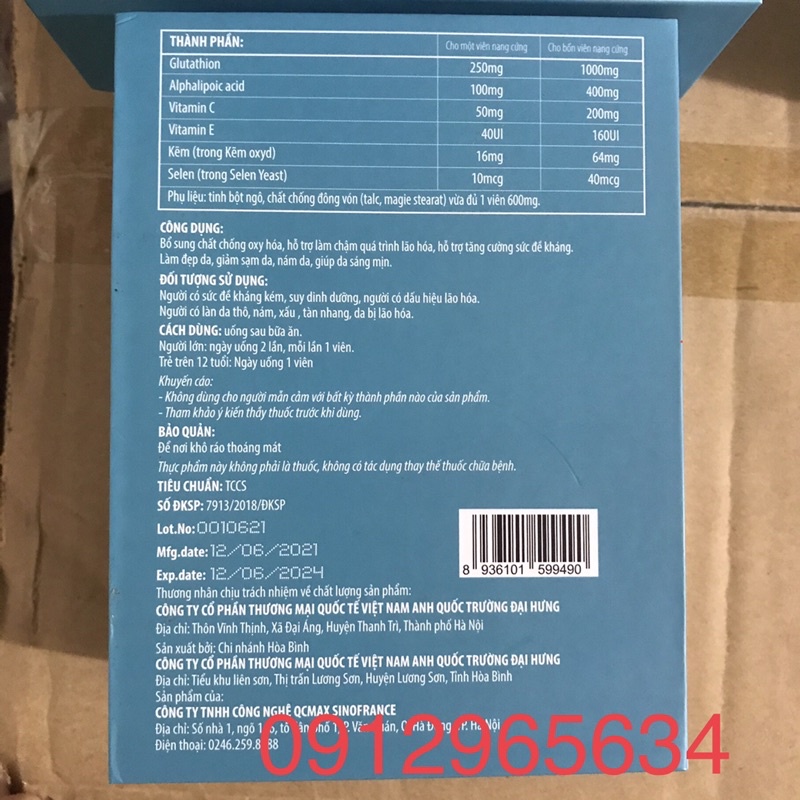 THÀNH PHẦN: Cho một viên nang cứng Cho bốn viên nang cứng
Glutathion 250mg 1000mg
Alphalipoic acid 100mg 400mg
Vitamin C 50mg 200mg
Vitamin E 40UI 160UI
Kẽm (trong Kẽm oxyd) 16mg 64mg
Selen (trong Selen Yeast) 10mcg 40mcg
Phụ liệu: tinh bột ngô, chất chống đông vón (talc, magie stearat) vừa đủ 1 viên 600mg.
CÔNG DỤNG:
Bổ sung chất chống oxy hóa, hỗ trợ làm chậm quá trình lão hóa, hỗ trợ tăng cường sức đề kháng.
Làm đẹp da, giảm sạm da, nám da, giúp da sáng mịn.
ĐỐI TƯỢNG SỬ DỤNG:
Người có sức đề kháng kém, suy dinh dưỡng, người có dấu hiệu lão hóa.
Người có làn da thô, nám, xấu , tàn nhang, da bị lão hóa.
CÁCH DÙNG: uống sau bữa ăn.
Người lớn: ngày uống 2 lần, mỗi lần 1 viên.
Trẻ trên 12 tuổi: Ngày uống 1 viên
Khuyến cáo:
- Không dùng cho người mẫn cảm với bất kỳ thành phần nào của sản phẩm.
- Tham khảo ý kiến thầy thuốc trước khi dùng.
BẢO QUẢN:
Để nơi khô ráo thoáng mát
Thực phẩm này không phải là thuốc, không có tác dụng thay thế thuốc chữa bệnh.
TIÊU CHUẨN: TCCS
SỐ ĐKSP: 7913/2018/ĐKSP
Lot.No: 0010621
Mfg.date: 12/06/2021
Exp.date: 12/06/2024
8 936101 599490
Thương nhân chịu trách nhiệm về chất lượng sản phẩm:
CÔNG TY CỔ PHẦN THƯƠNG MẠI QUỐC TẾ VIỆT NAM ANH QUỐC TRƯỜNG ĐẠI HƯNG
Địa chỉ: Thôn Vĩnh Thịnh, Xã Đại Áng, Huyện Thanh Trì, Thành phố Hà Nội
Sản xuất bởi: Chi nhánh Hòa Bình
CÔNG TY CỔ PHẦN THƯƠNG MẠI QUỐC TẾ VIỆT NAM ANH QUỐC TRƯỜNG ĐẠI HƯNG
Địa chỉ: Tiểu khu liên sơn, Thị trấn Lương Sơn, Huyện Lương Sơn, Tỉnh Hòa Bình
Sản phẩm của:
CÔNG TY TNHH CÔNG NGHỆ QCMAX SINOFRANCE
Địa chỉ: Số nhà 1, ngõ Hà Nội
Điện thoại:
0912965634